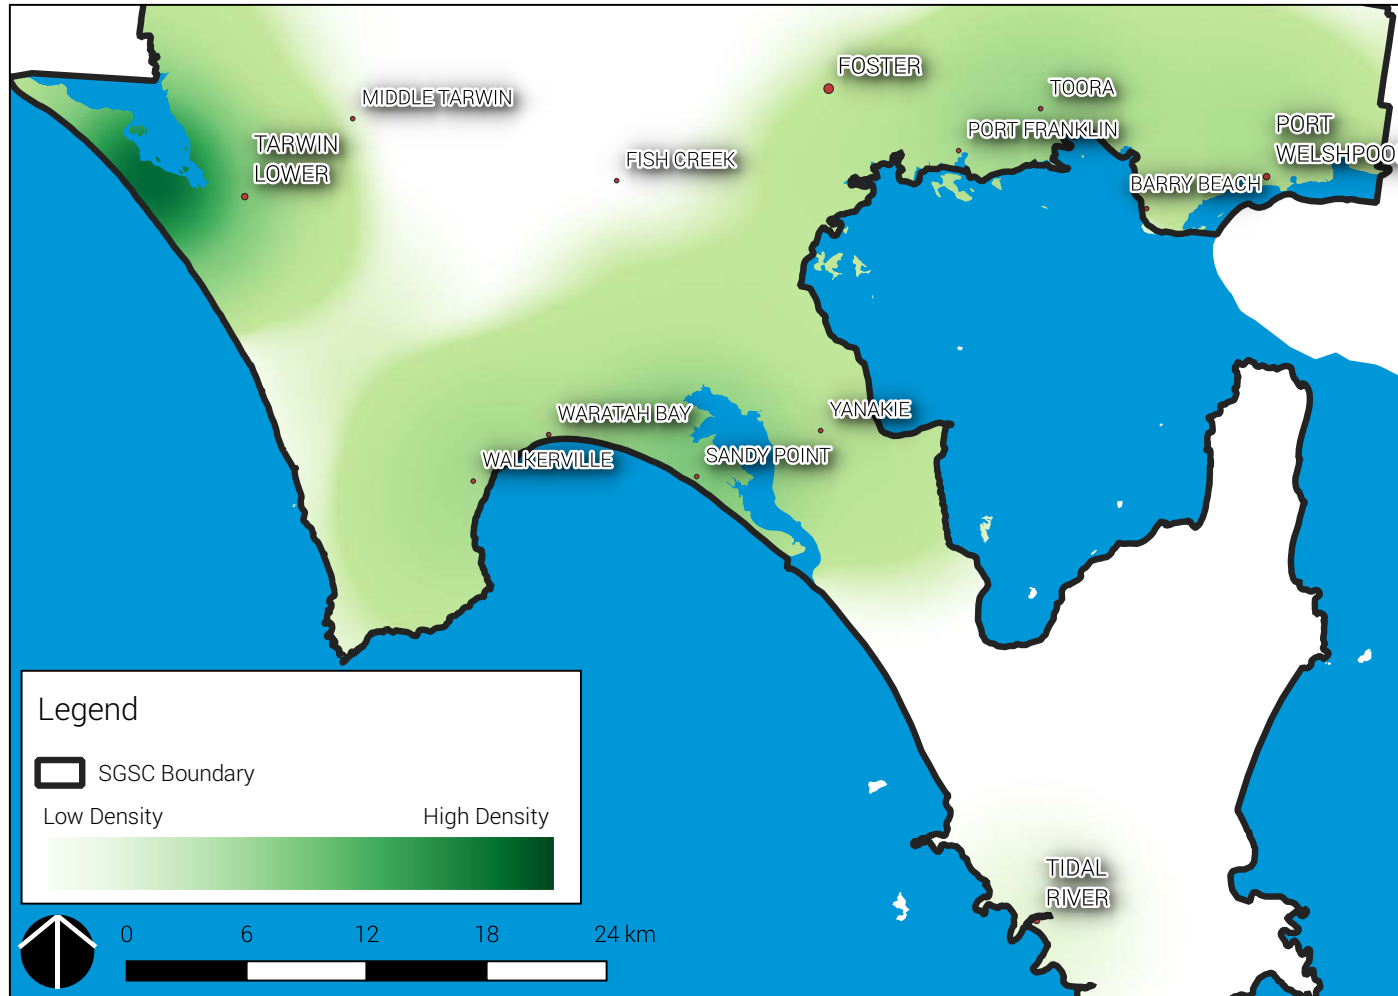 FOSTER
TOORA
MIDDLE TARWIN
PORT FRANKLIN
PORT
WELSHPOO
TARWIN
LOWER
FISH CREEK
BARRY BEACH
WARATAH BAY
YANAKIE
WALKERVILLE
SANDY POINT
Legend
SGSC Boundary
Low Density High Density
TIDAL
RIVER
0 6 12 18 24 km